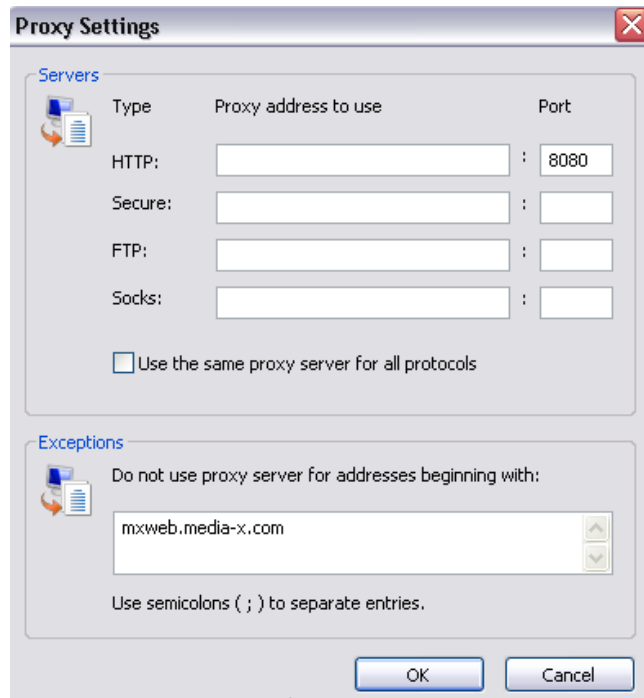 Proxy Settings
Servers
Type Proxy address to use Port
HTTP: : 8080
Secure: :
FTP: :
Socks: :
Use the same proxy server for all protocols
Exceptions
Do not use proxy server for addresses beginning with:
mxweb.media-x.com
Use semicolons ( ; ) to separate entries.
OK Cancel